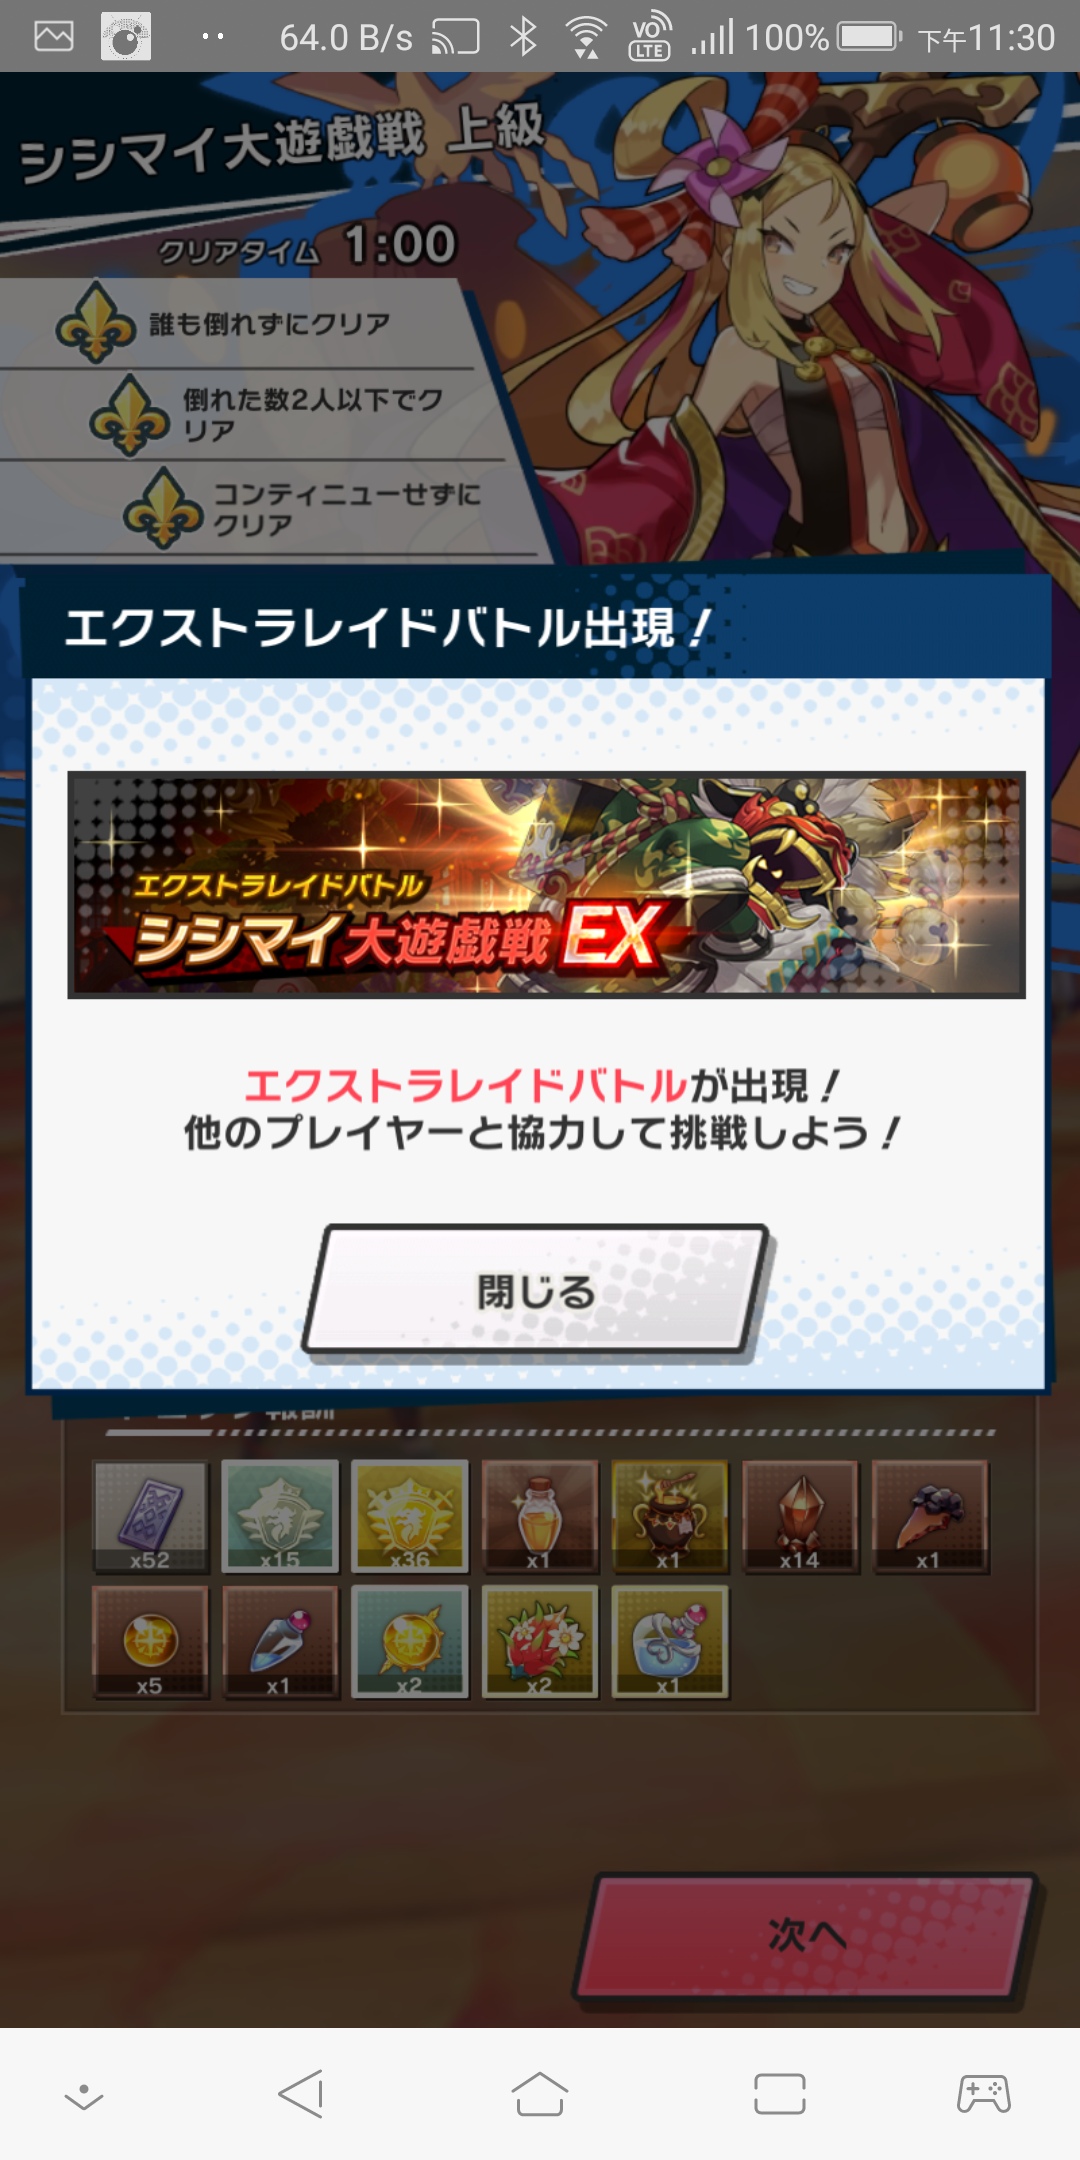 64.0 B/s VO LTE 100% 下午11:30
シシマイ大遊戯戦 上級
クリアタイム 1:00
誰も倒れずにクリア
倒れた数2人以下でク
リア
コンティニューせずに
クリア
エクストラレイドバトル出現！
エクストラレイドバトル
シシマイ大遊戯戦 EX
エクストラレイドバトルが出現！
他のプレイヤーと協力して挑戦しよう！
閉じる
x52 x15 x36 x1 x1 x14 x1
x5 x1 x2 x2 x1
次へ